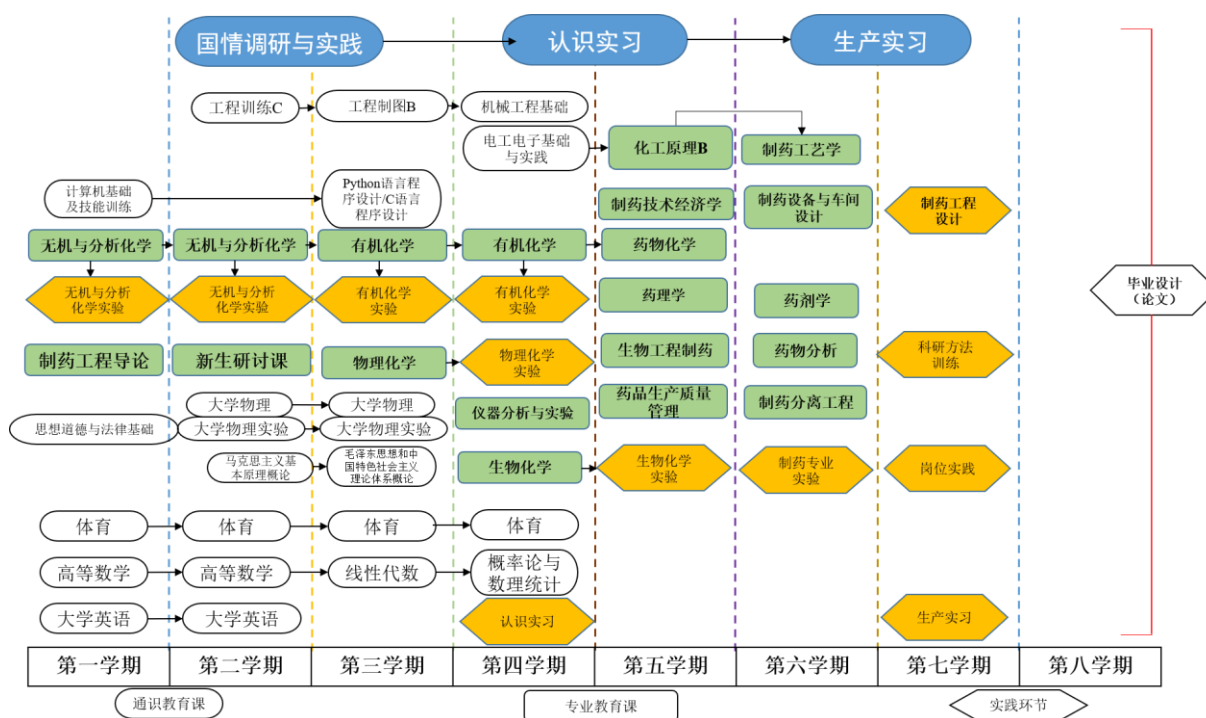 国情调研与实践
认识实习
生产实习
工程训练C
工程制图B
机械工程基础
电工电子基础
与实践
化工原理B
制药工艺学
计算机基础
及技能训练
Python语言程
序设计/C语言
程序设计
制药技术经济学
制药设备与车间
设计
制药工程
设计
无机与分析化学
无机与分析化学
有机化学
有机化学
药物化学
无机与分析
化学实验
无机与分析
化学实验
有机化学
实验
有机化学
实验
药理学
药剂学
毕业设计
（论文）
制药工程导论
新生研讨课
物理化学
物理化学
实验
生物工程制药
药物分析
科研方法
训练
大学物理
大学物理
仪器分析与实验
药品生产质量
管理
制药分离工程
思想道德与法律基础
大学物理实验
大学物理实验
马克思主义基
本原理概论
毛泽东思想和中
国特色社会主义
理论体系概论
生物化学
生物化学
实验
制药专业
实验
岗位实践
体育
体育
体育
体育
高等数学
高等数学
线性代数
概率论与
数理统计
大学英语
大学英语
认识实习
生产实习
第一学期
第二学期
第三学期
第四学期
第五学期
第六学期
第七学期
第八学期
通识教育课
专业教育课
实践环节